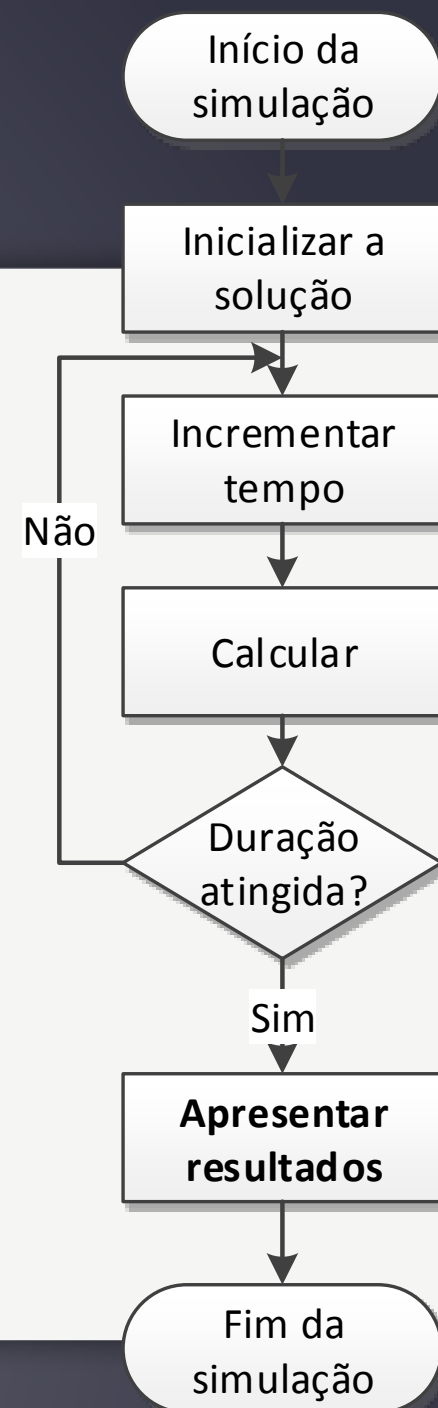 Início da
simulação
Inicializar a
solução
Incrementar
tempo
Não
Calcular
Duração
atingida?
Sim
Apresentar
resultados
Fim da
simulação